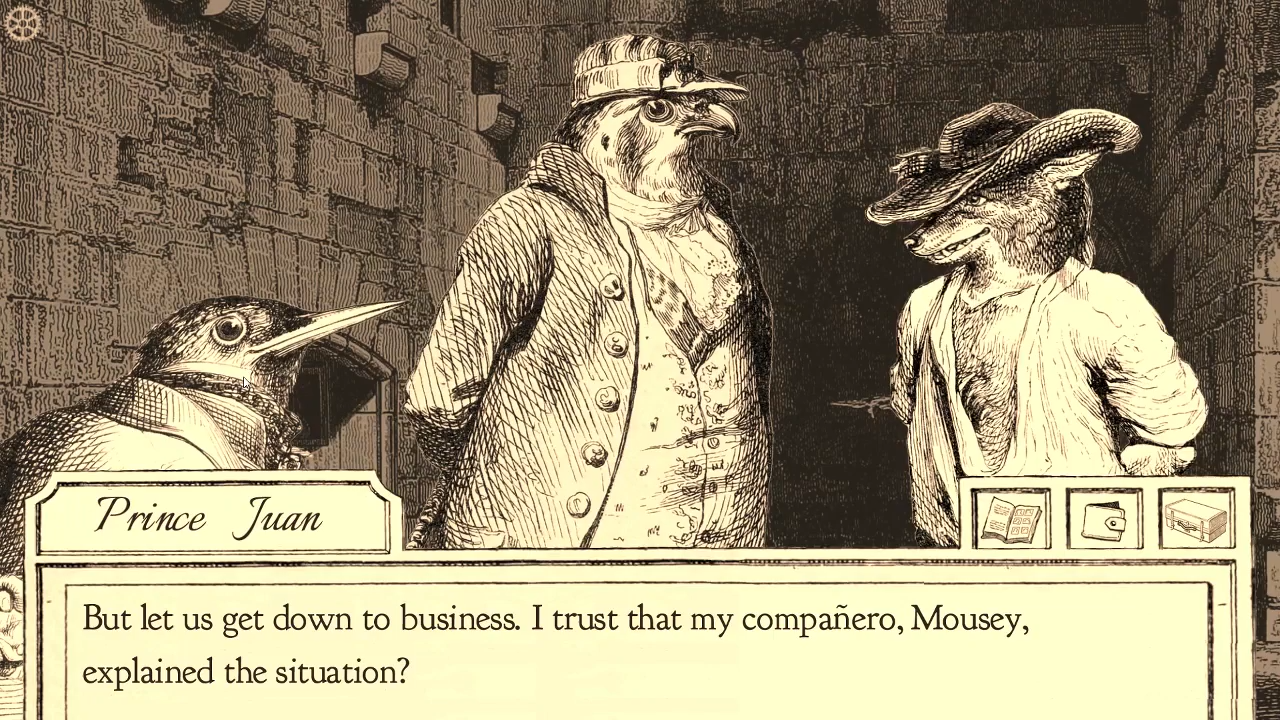 Prince Juan
But let us get down to business. I trust that my compañero, Mousey,
explained the situation?